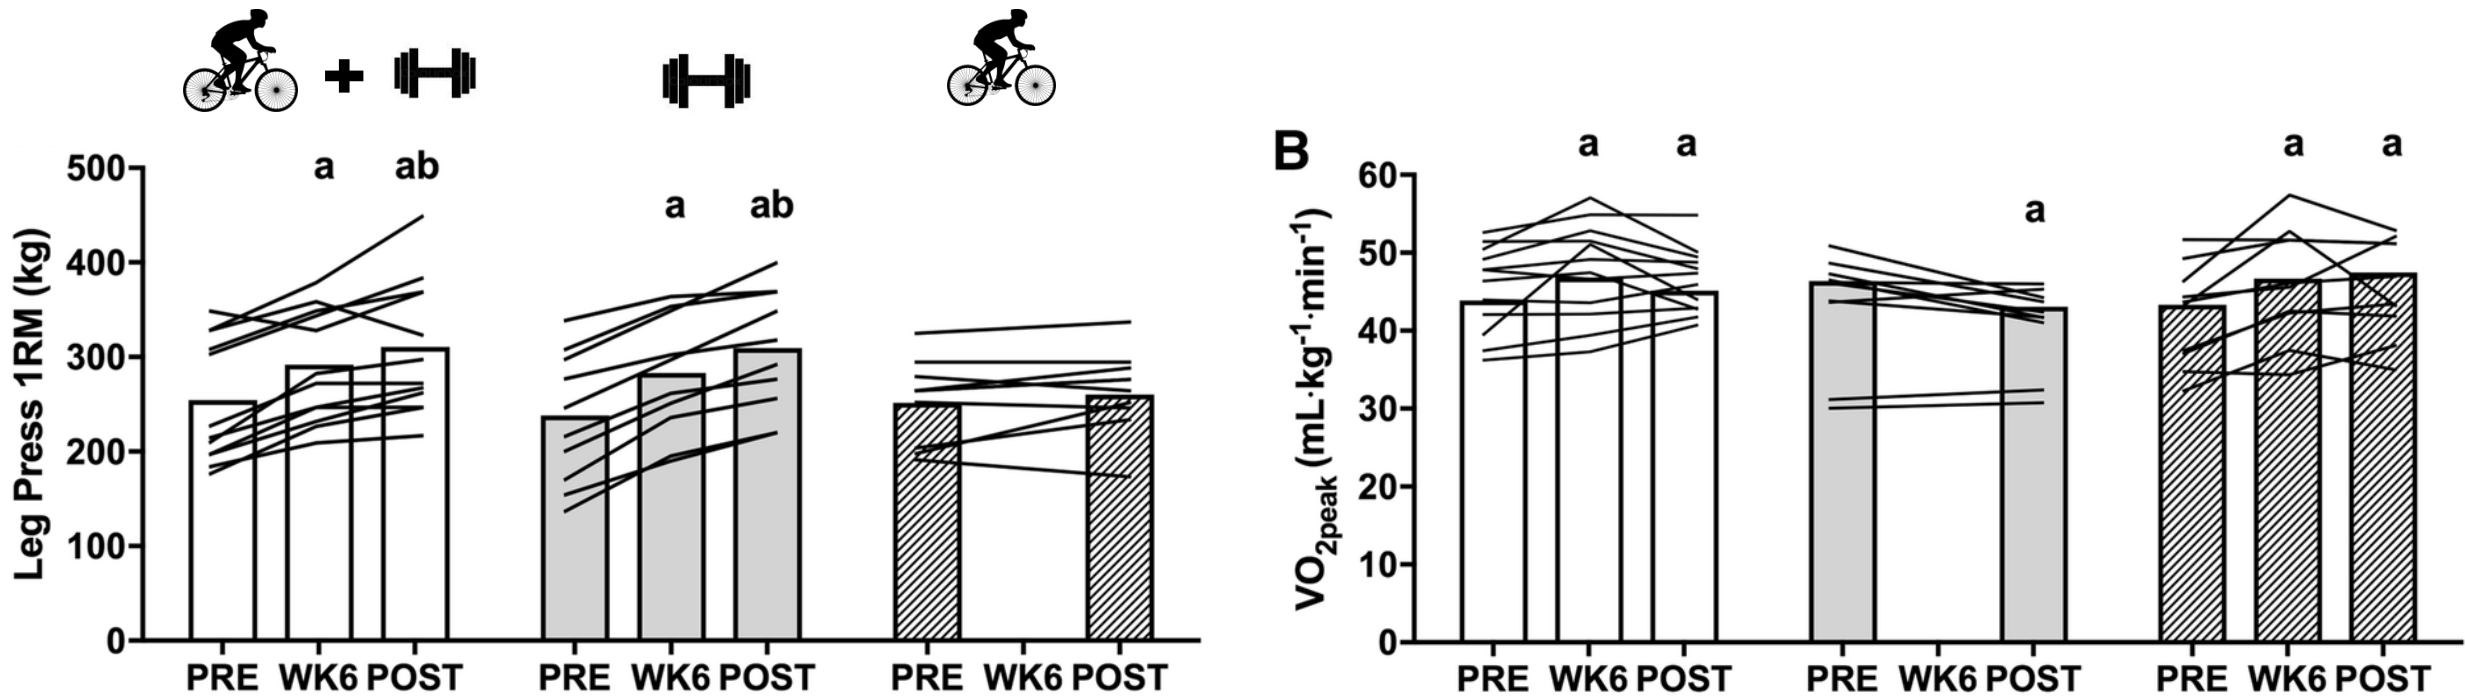 a ab
a ab
500
400
300
200
100
0
Leg Press 1RM (kg)
PRE WK6 POST PRE WK6 POST PRE WK6 POST
B
a a
a
a a
60
50
40
30
20
10
0
VO2peak (mL·kg-1·min-1)
PRE WK6 POST PRE WK6 POST PRE WK6 POST